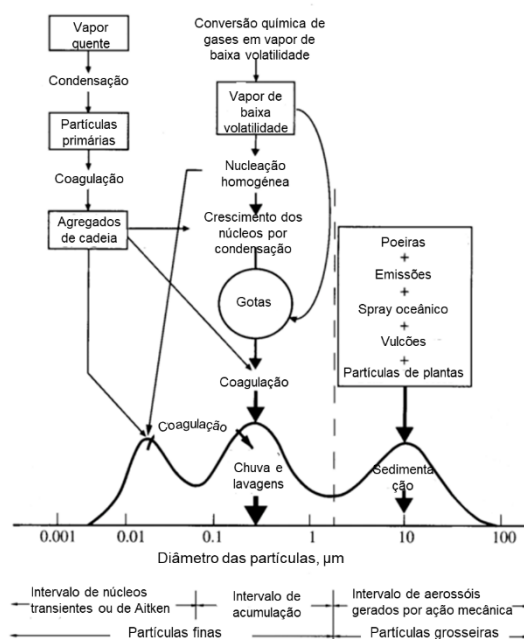 Vapor
quente
Condensação
Partículas
primárias
Coagulação
Agregados
de cadeia
Conversão química de
gases em vapor de
baixa volatilidade
Vapor de
baixa
volatilidade
Nucleação
homogénea
Crescimento dos
núcleos por
condensação
Gotas
Coagulação
Poeiras
+
Emissões
+
Spray oceânico
+
Vulcões
+
Partículas de plantas
Coagulação
Chuva e
lavagens
Sedimenta
ção
0.001
0.01
0.1
1
10
100
Diâmetro das partículas, µm
Intervalo de núcleos
transientes ou de Aitken
Intervalo de
acumulação
Intervalo de aerossóis
gerados por ação mecânica
Partículas finas
Partículas grosseiras